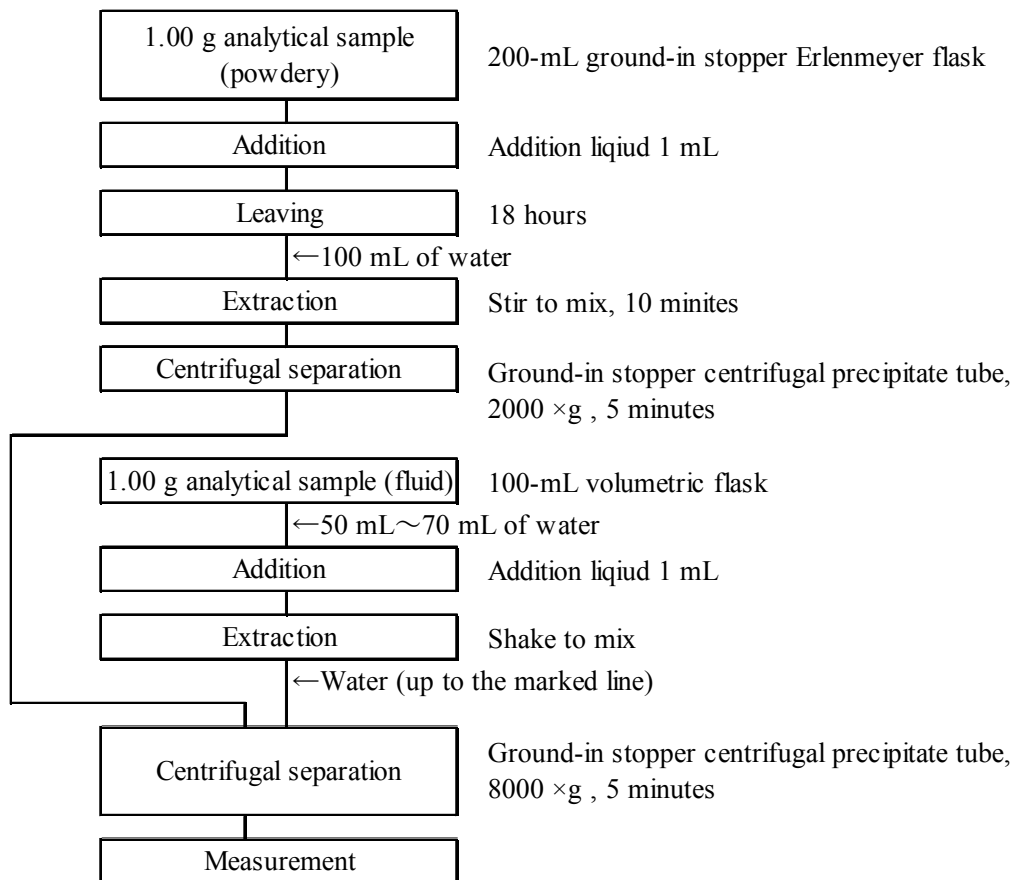 1.00 g analytical sample
(powdery)
200-mL ground-in stopper Erlenmeyer flask
Addition
Addition liqiud 1 mL
Leaving
18 hours
←100 mL of water
Extraction
Stir to mix, 10 minites
Centrifugal separation
Ground-in stopper centrifugal precipitate tube,
2000 ×g , 5 minutes
1.00 g analytical sample (fluid)
100-mL volumetric flask
←50 mL～70 mL of water
Addition
Addition liqiud 1 mL
Extraction
Shake to mix
←Water (up to the marked line)
Centrifugal separation
Ground-in stopper centrifugal precipitate tube,
8000 ×g , 5 minutes
Measurement